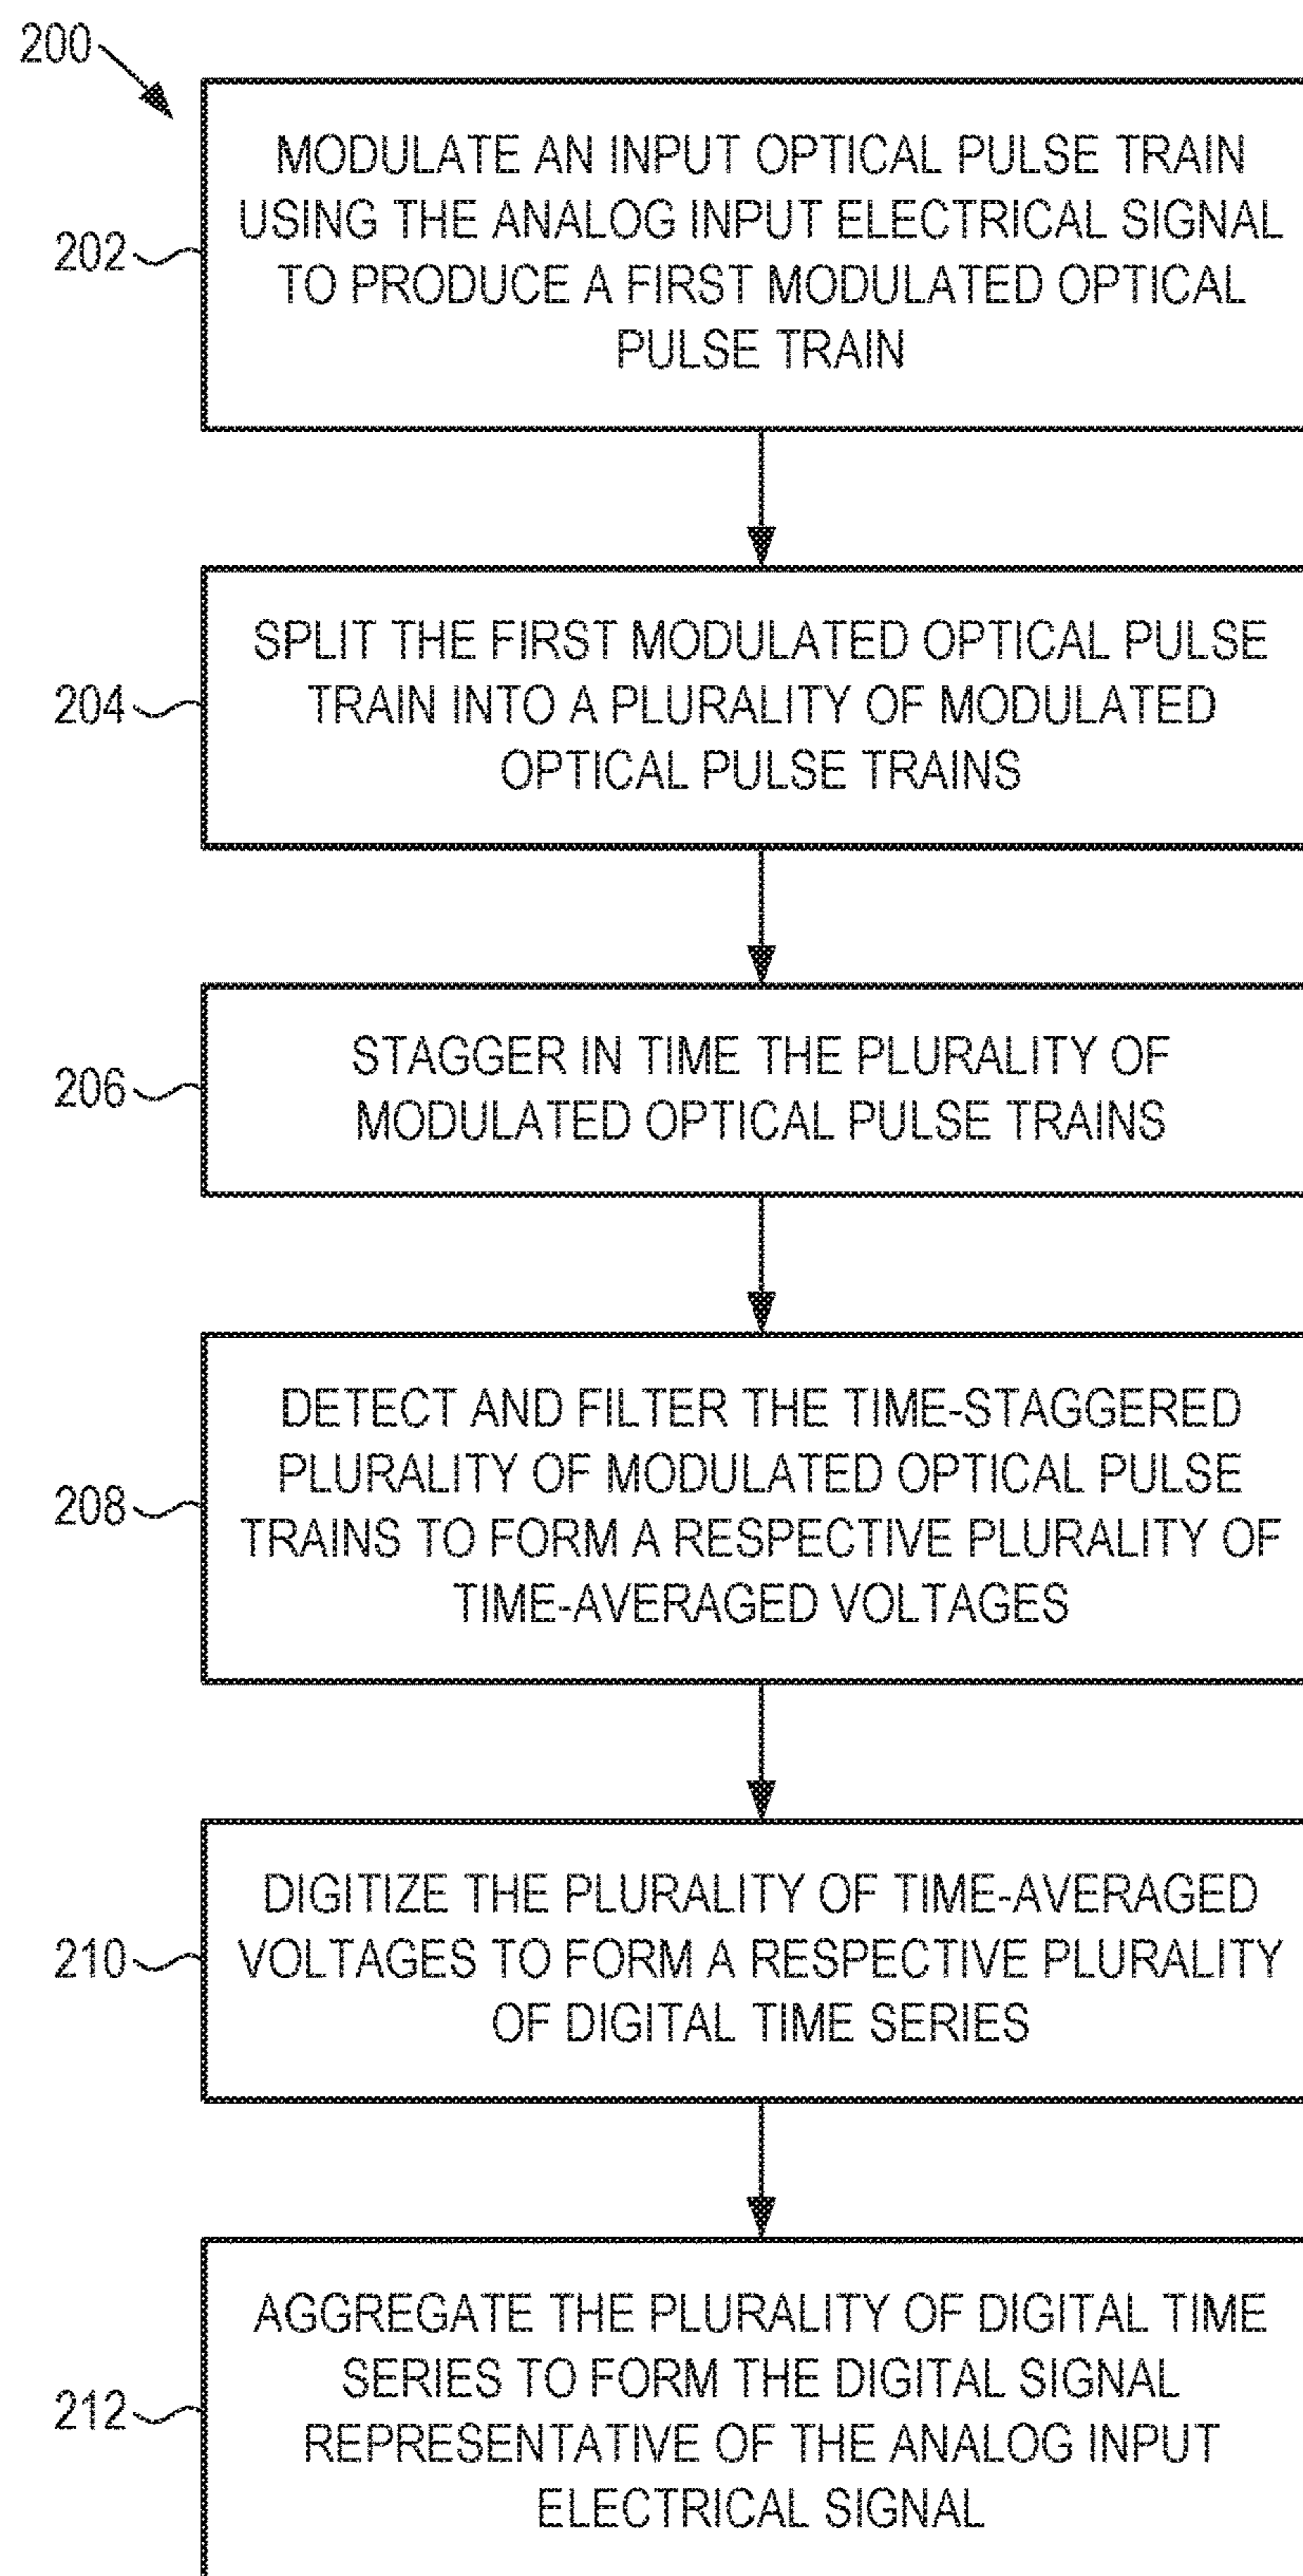 200
MODULATE AN INPUT OPTICAL PULSE TRAIN
USING THE ANALOG INPUT ELECTRICAL SIGNAL
TO PRODUCE A FIRST MODULATED OPTICAL
PULSE TRAIN
202
SPLIT THE FIRST MODULATED OPTICAL PULSE
TRAIN INTO A PLURALITY OF MODULATED
OPTICAL PULSE TRAINS
204
STAGGER IN TIME THE PLURALITY OF
MODULATED OPTICAL PULSE TRAINS
206
DETECT AND FILTER THE TIME-STAGGERED
PLURALITY OF MODULATED OPTICAL PULSE
TRAINS TO FORM A RESPECTIVE PLURALITY OF
TIME-AVERAGED VOLTAGES
208
DIGITIZE THE PLURALITY OF TIME-AVERAGED
VOLTAGES TO FORM A RESPECTIVE PLURALITY
OF DIGITAL TIME SERIES
210
AGGREGATE THE PLURALITY OF DIGITAL TIME
SERIES TO FORM THE DIGITAL SIGNAL
REPRESENTATIVE OF THE ANALOG INPUT
ELECTRICAL SIGNAL
212